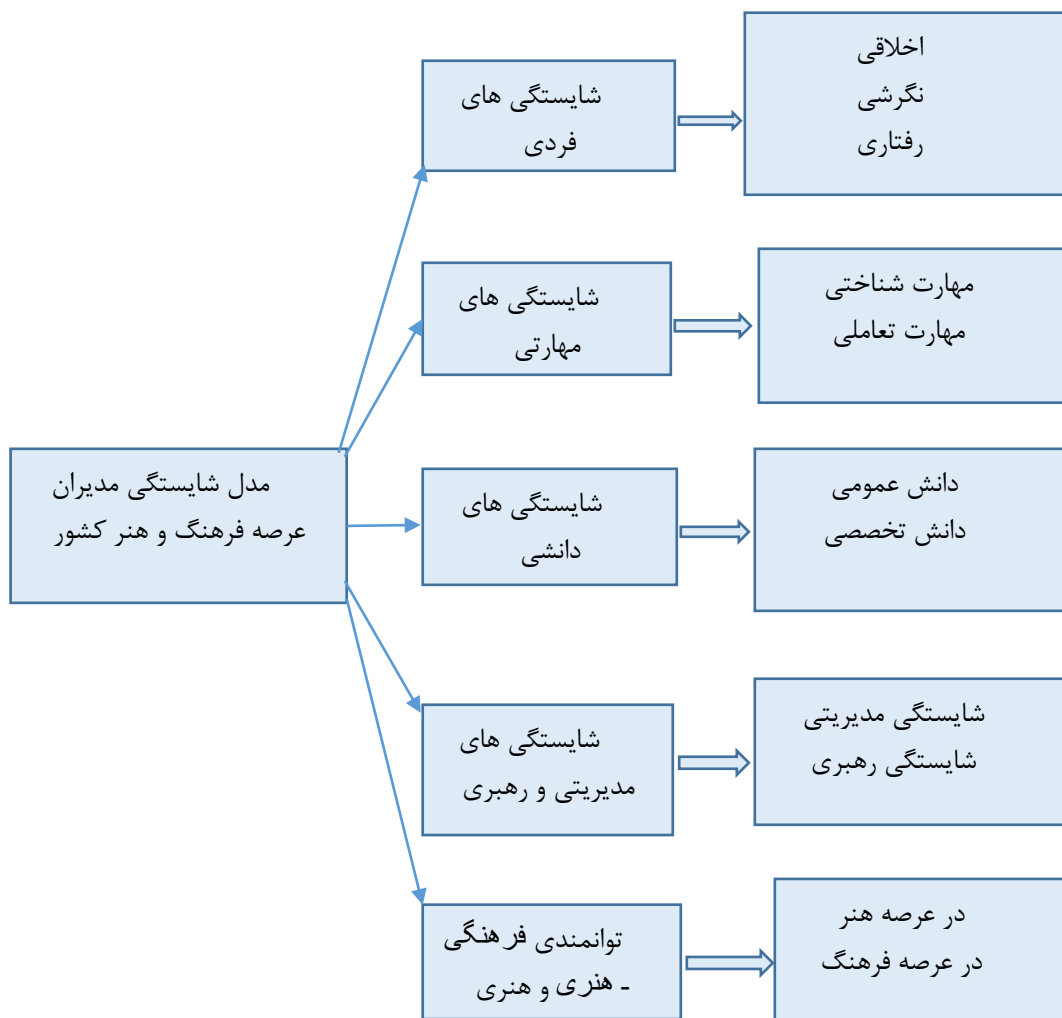 اخلاقی
نگرشی
رفتاری
شایستگی های
فردی
مهارت شناختی
مهارت تعاملی
شایستگی های
مهارتی
دانش عمومی
دانش تخصصی
شایستگی های
دانشی
مدل شایستگی مدیران
عرصه فرهنگ و هنر کشور
شایستگی مدیریتی
شایستگی رهبری
شایستگی های
مدیریتی و رهبری
در عرصه هنر
در عرصه فرهنگ
توانمندی فرهنگی
- هنری و هنری